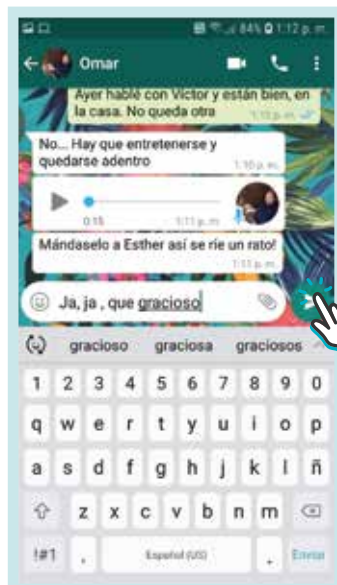 84% 1:12 p. m.
Omar
Ayer hablé con Victor y están bien, en
la casa. No queda otra
1:10 p. m.
No... Hay que entretenerse y
quedarse adentro
1:10 p. m.
0:15 1:11 p. m.
Mándaselo a Esther así se ríe un rato!
1:11 p. m.
Ja, ja , que gracioso
gracioso graciosa graciosos
1 2 3 4 5 6 7 8 9 0
q w e r t y u i o p
a s d f g h j k l ñ
z x c v b n m
!#1 , Español (US) . Enviar